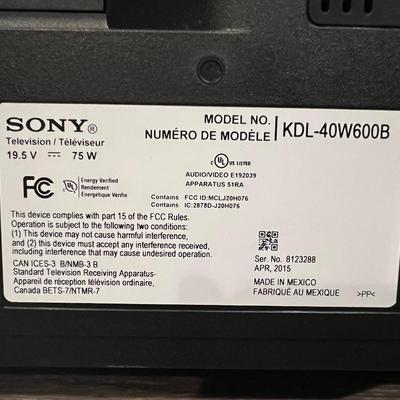 SONY®
Television / Téléviseur
19.5 V ⎓ 75 W
MODEL NO.
NUMÉRO DE MODÈLE
KDL-40W600B
FC
Energy Verified
Rendement
Energétique Vérifié
C UL US LISTED
AUDIO/VIDEO E192039
APPARATUS 51RA
Contains FCC ID:MCLJ20H076
Contains IC:2878D-J20H076
This device complies with part 15 of the FCC Rules.
Operation is subject to the following two conditions:
(1) This device may not cause harmful interference, and
(2) this device must accept any interference received,
including interference that may cause undesired operation.
CAN ICES-3 B/NMB-3 B
Standard Television Receiving Apparatus-
Appareil de réception télévision ordinaire,
Canada BETS-7/NTMR-7
Ser. No. 8123288
APR, 2015
MADE IN MEXICO
FABRIQUÉ AU MEXIQUE
>PP<